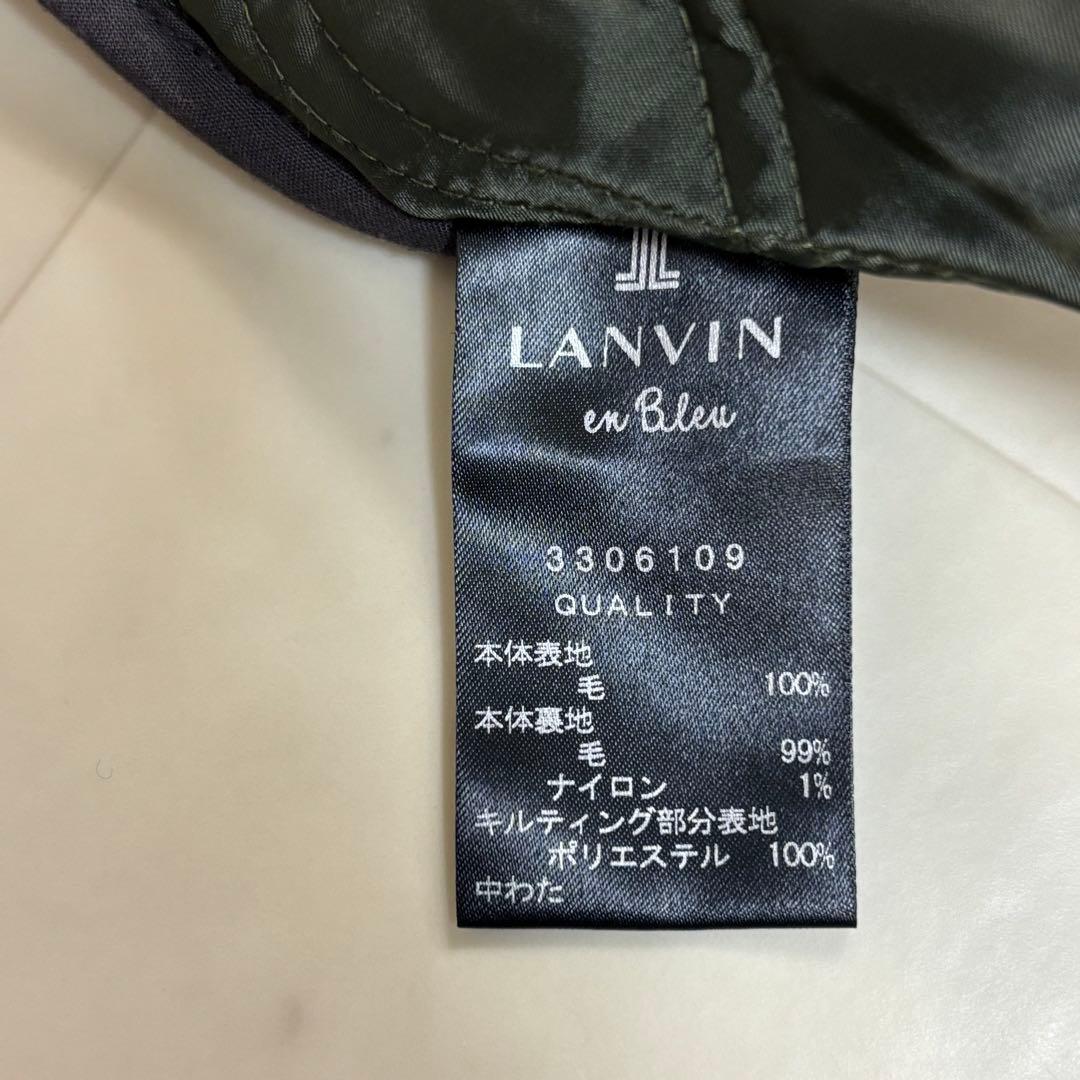 LANVIN
en Bleu
3306109
QUALITY
本体表地
毛 100%
本体裏地
毛 99%
ナイロン 1%
キルティング部分表地
ポリエステル 100%
中わた